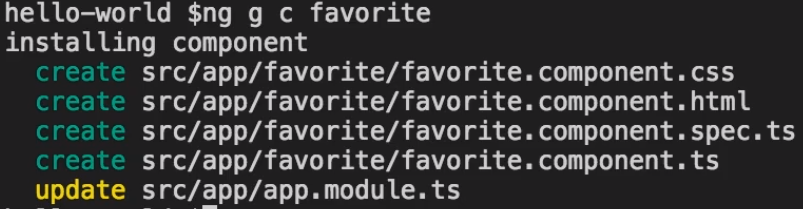 hello-world $ng g c favorite
installing component
  create src/app/favorite/favorite.component.css
  create src/app/favorite/favorite.component.html
  create src/app/favorite/favorite.component.spec.ts
  create src/app/favorite/favorite.component.ts
  update src/app/app.module.ts